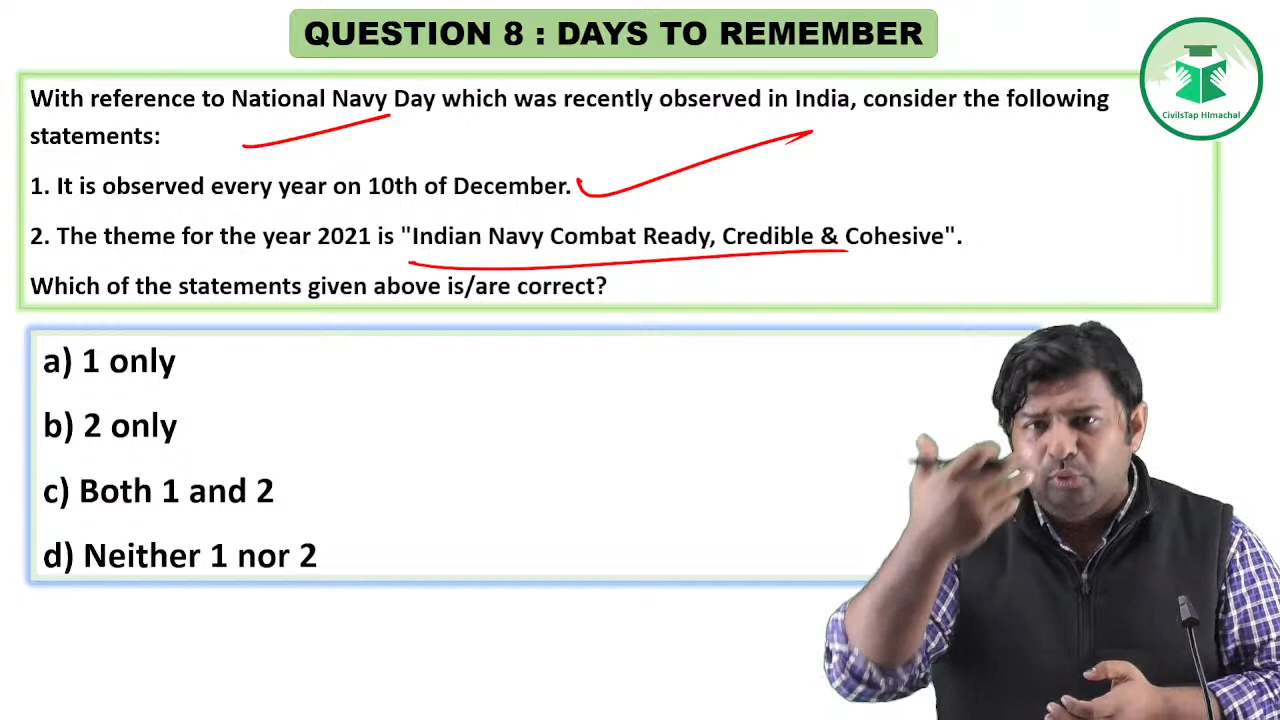 QUESTION 8 : DAYS TO REMEMBER
With reference to National Navy Day which was recently observed in India, consider the following
statements:
1. It is observed every year on 10th of December.
2. The theme for the year 2021 is "Indian Navy Combat Ready, Credible & Cohesive".
Which of the statements given above is/are correct?
a) 1 only
b) 2 only
c) Both 1 and 2
d) Neither 1 nor 2
CivilsTap HImachal